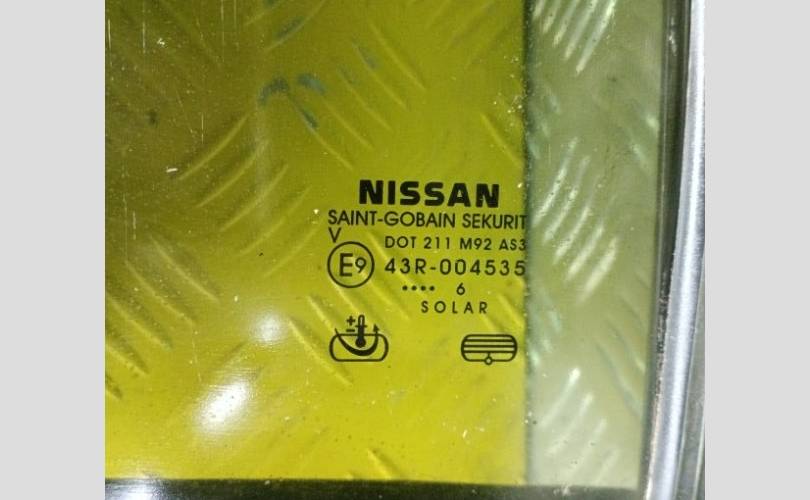 NISSAN
SAINT-GOBAIN SEKURIT
V
DOT 211 M92 AS3
E9 43R-004535
•••• 6
SOLAR